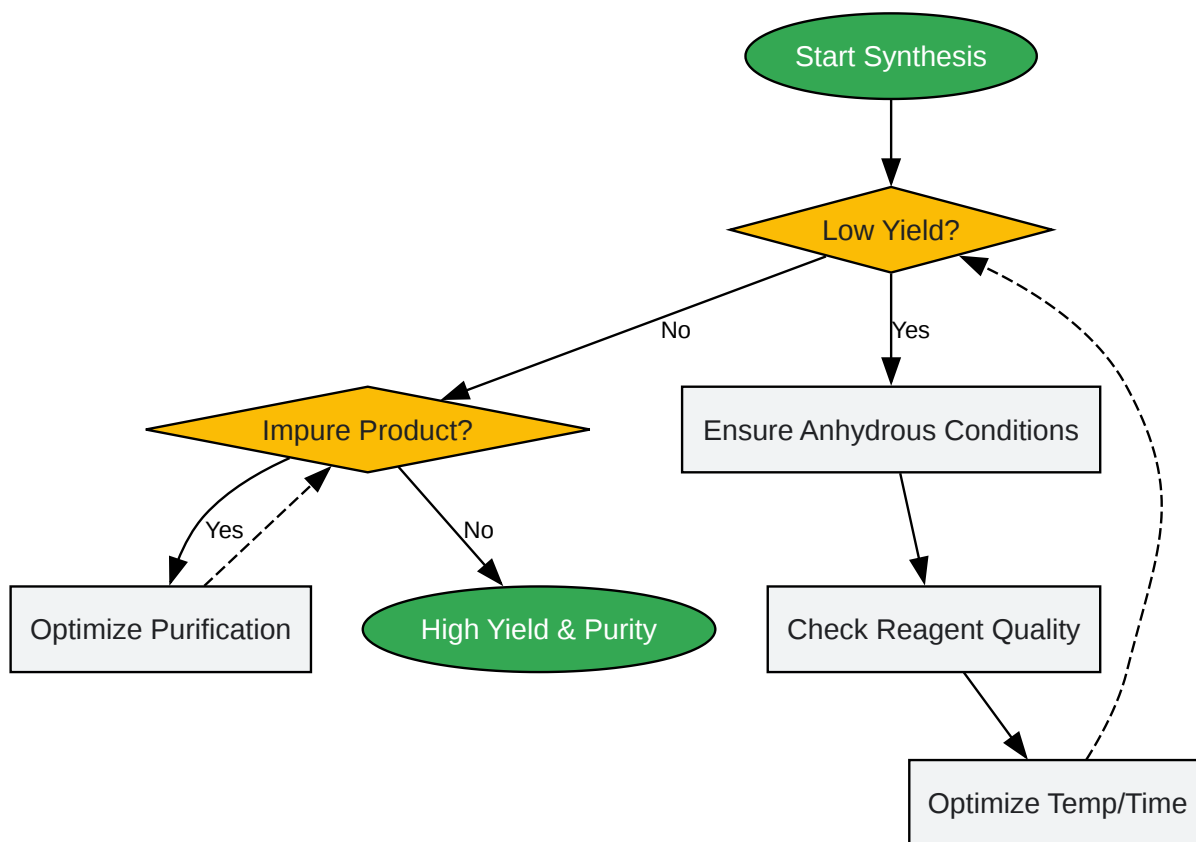 Start Synthesis
Low Yield?
No
Yes
Impure Product?
Ensure Anhydrous Conditions
Yes
No
Optimize Purification
High Yield & Purity
Check Reagent Quality
Optimize Temp/Time